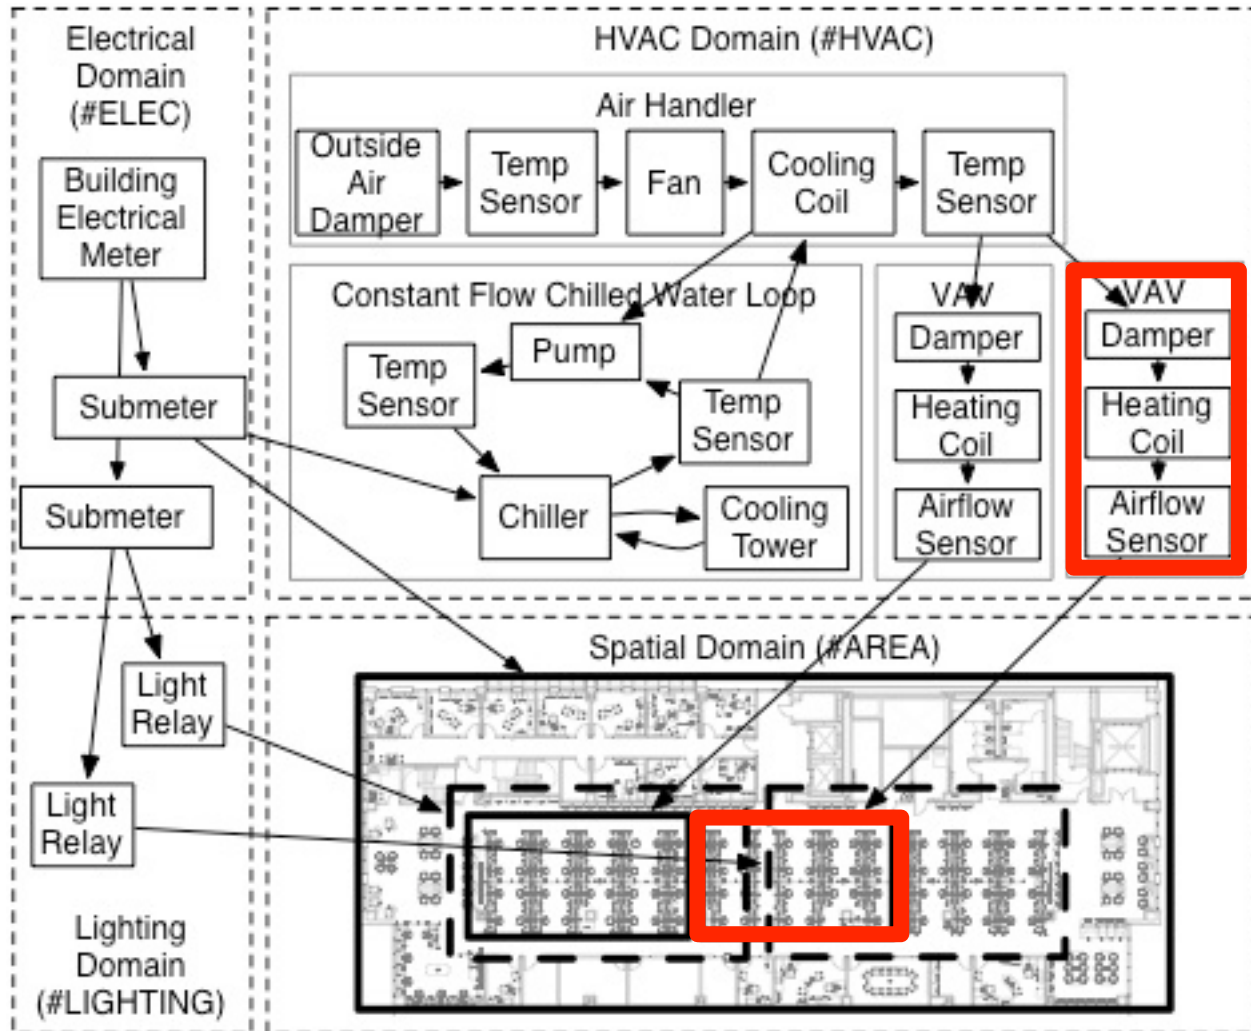 Electrical
Domain
(#ELEC)
Building
Electrical
Meter
Submeter
Submeter
HVAC Domain (#HVAC)
Air Handler
Outside
Air
Damper
Temp
Sensor
Fan
Cooling
Coil
Temp
Sensor
Constant Flow Chilled Water Loop
Pump
Temp
Sensor
Temp
Sensor
Chiller
Cooling
Tower
VAV
Damper
Heating
Coil
Airflow
Sensor
VAV
Damper
Heating
Coil
Airflow
Sensor
Light
Relay
Light
Relay
Lighting
Domain
(#LIGHTING)
Spatial Domain (#AREA)